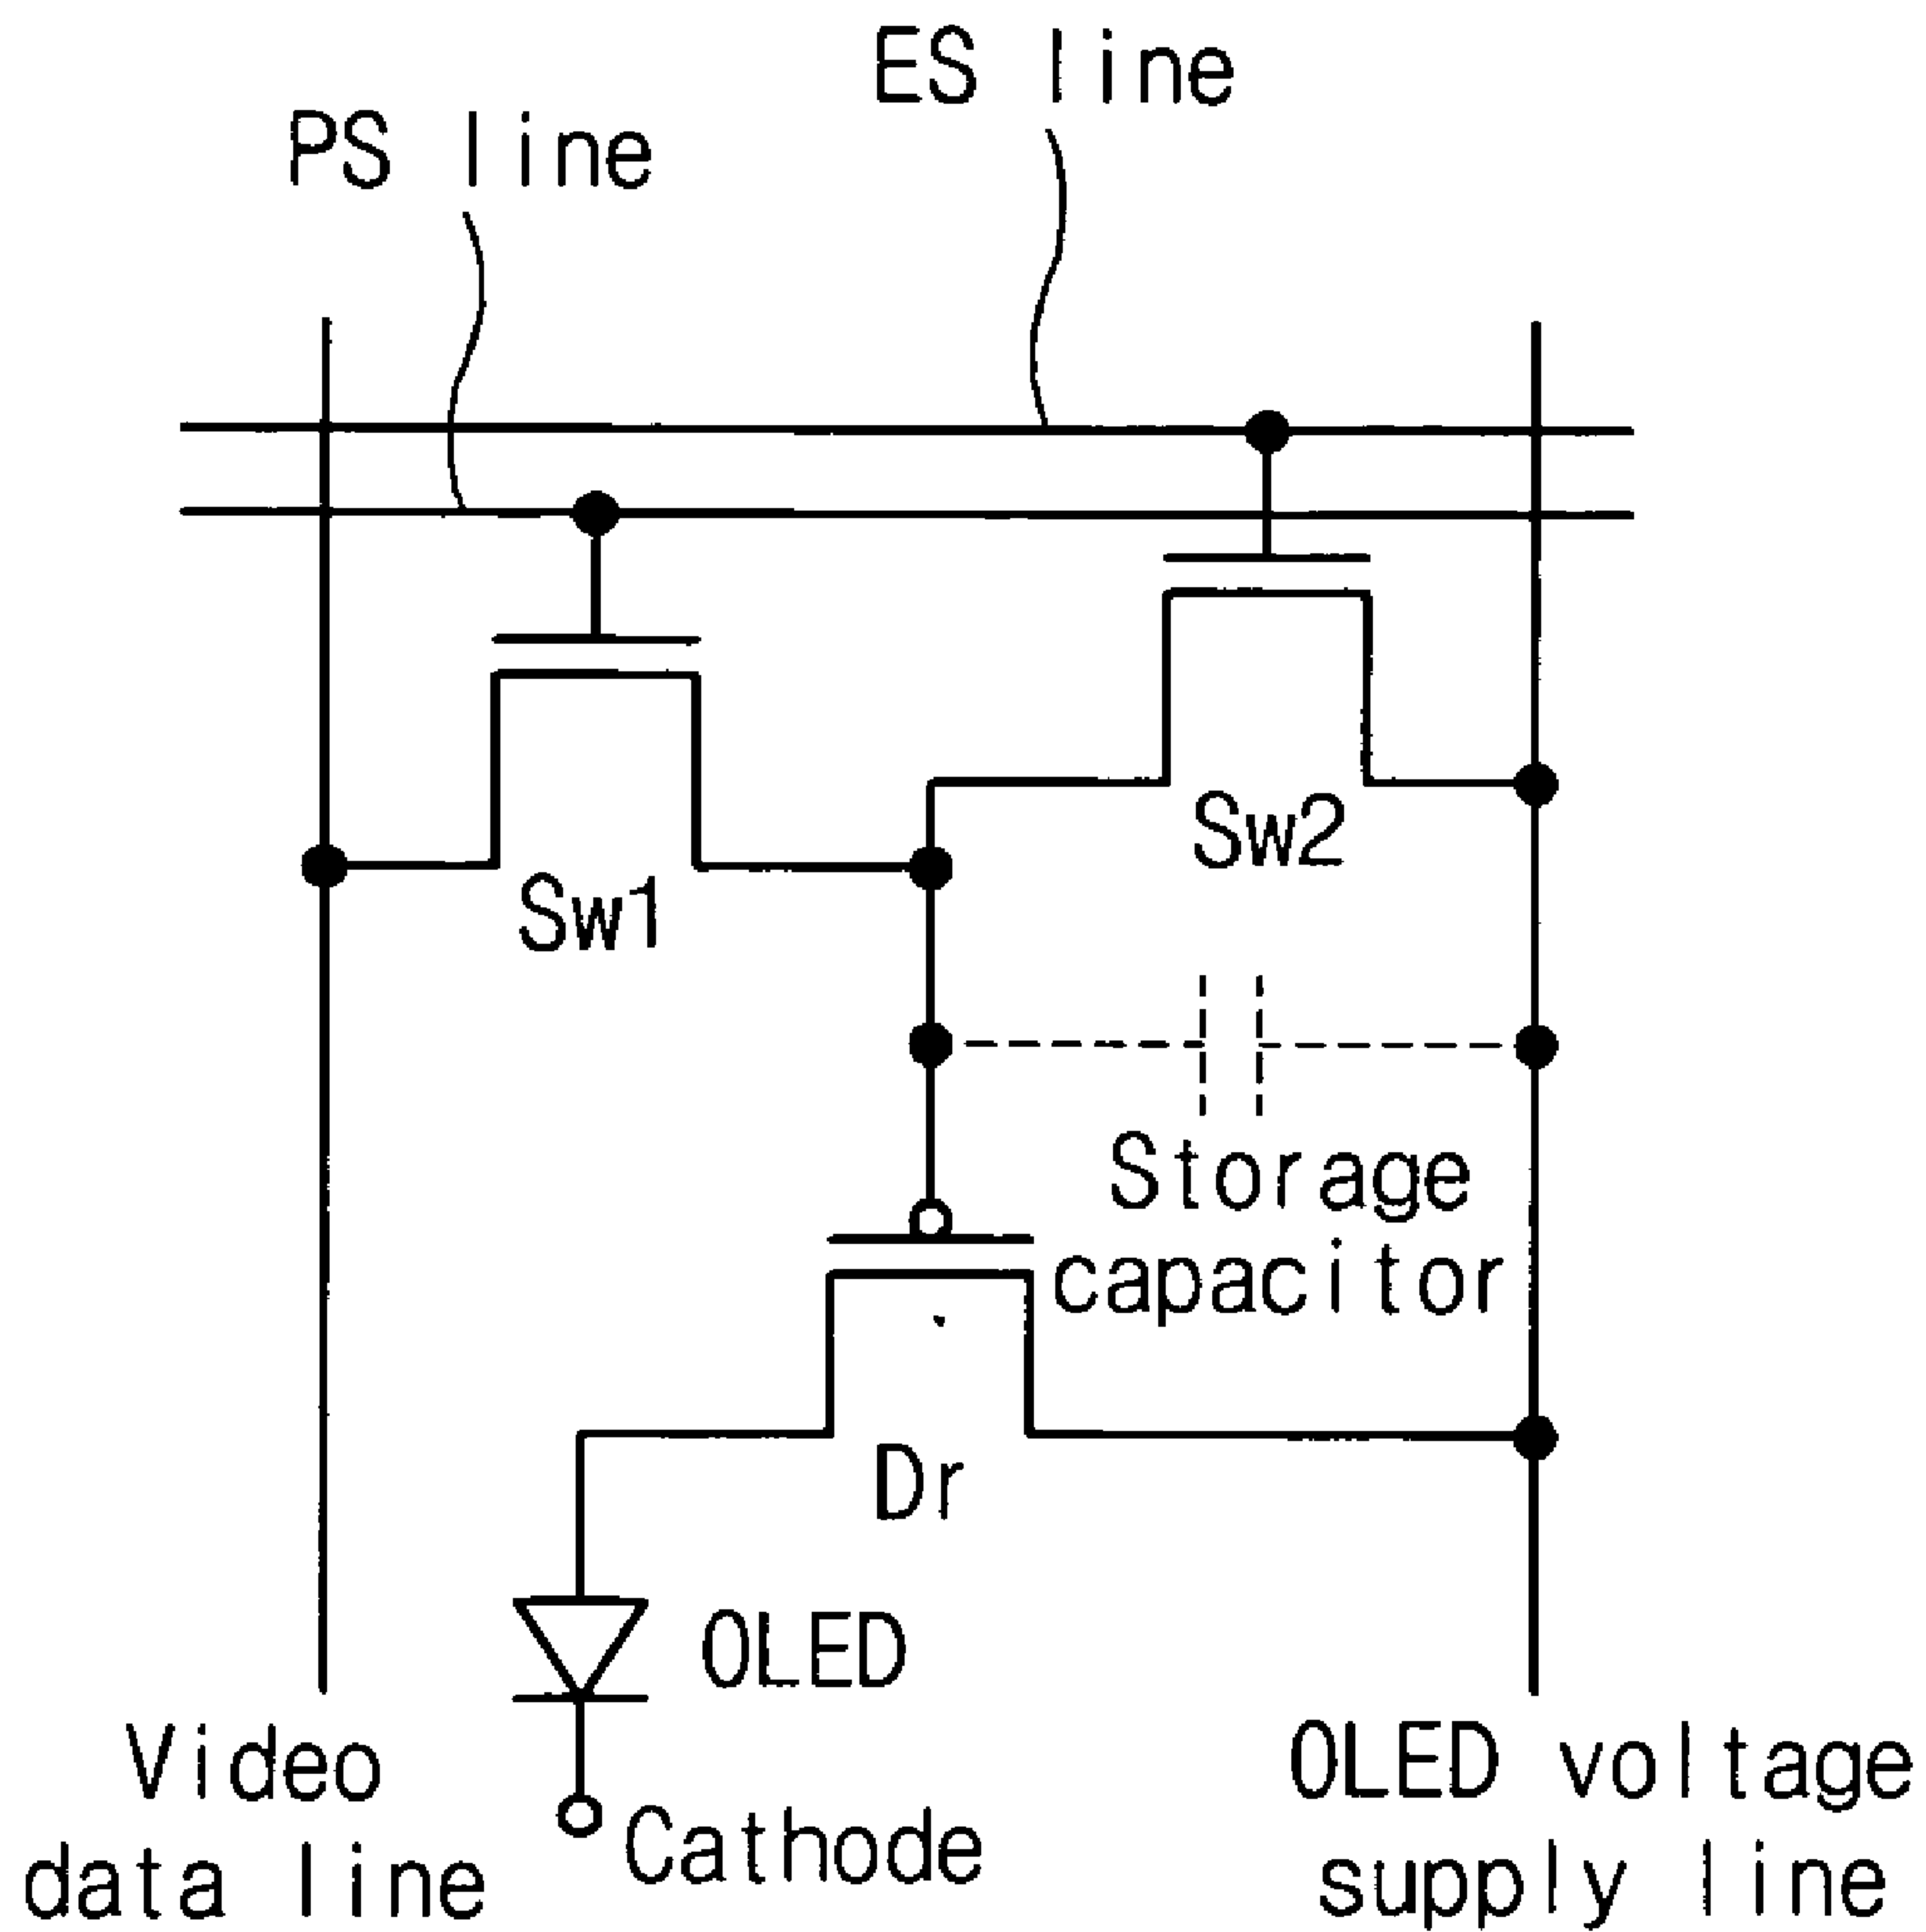 ES line
PS line
Sw2
Sw1
Storage
capacitor
Dr
OLED
Video
data line
Cathode
OLED voltage
supply line